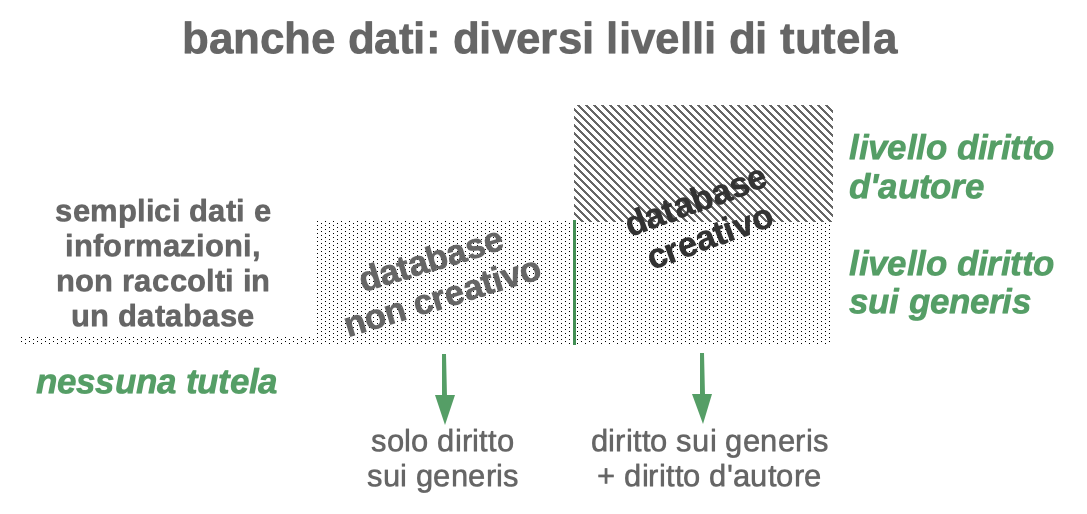 banche dati: diversi livelli di tutela
semplici dati e
informazioni,
non raccolti in
un database
nessuna tutela
database
non creativo
database
creativo
livello diritto
d'autore
livello diritto
sui generis
solo diritto
sui generis
diritto sui generis
+ diritto d'autore